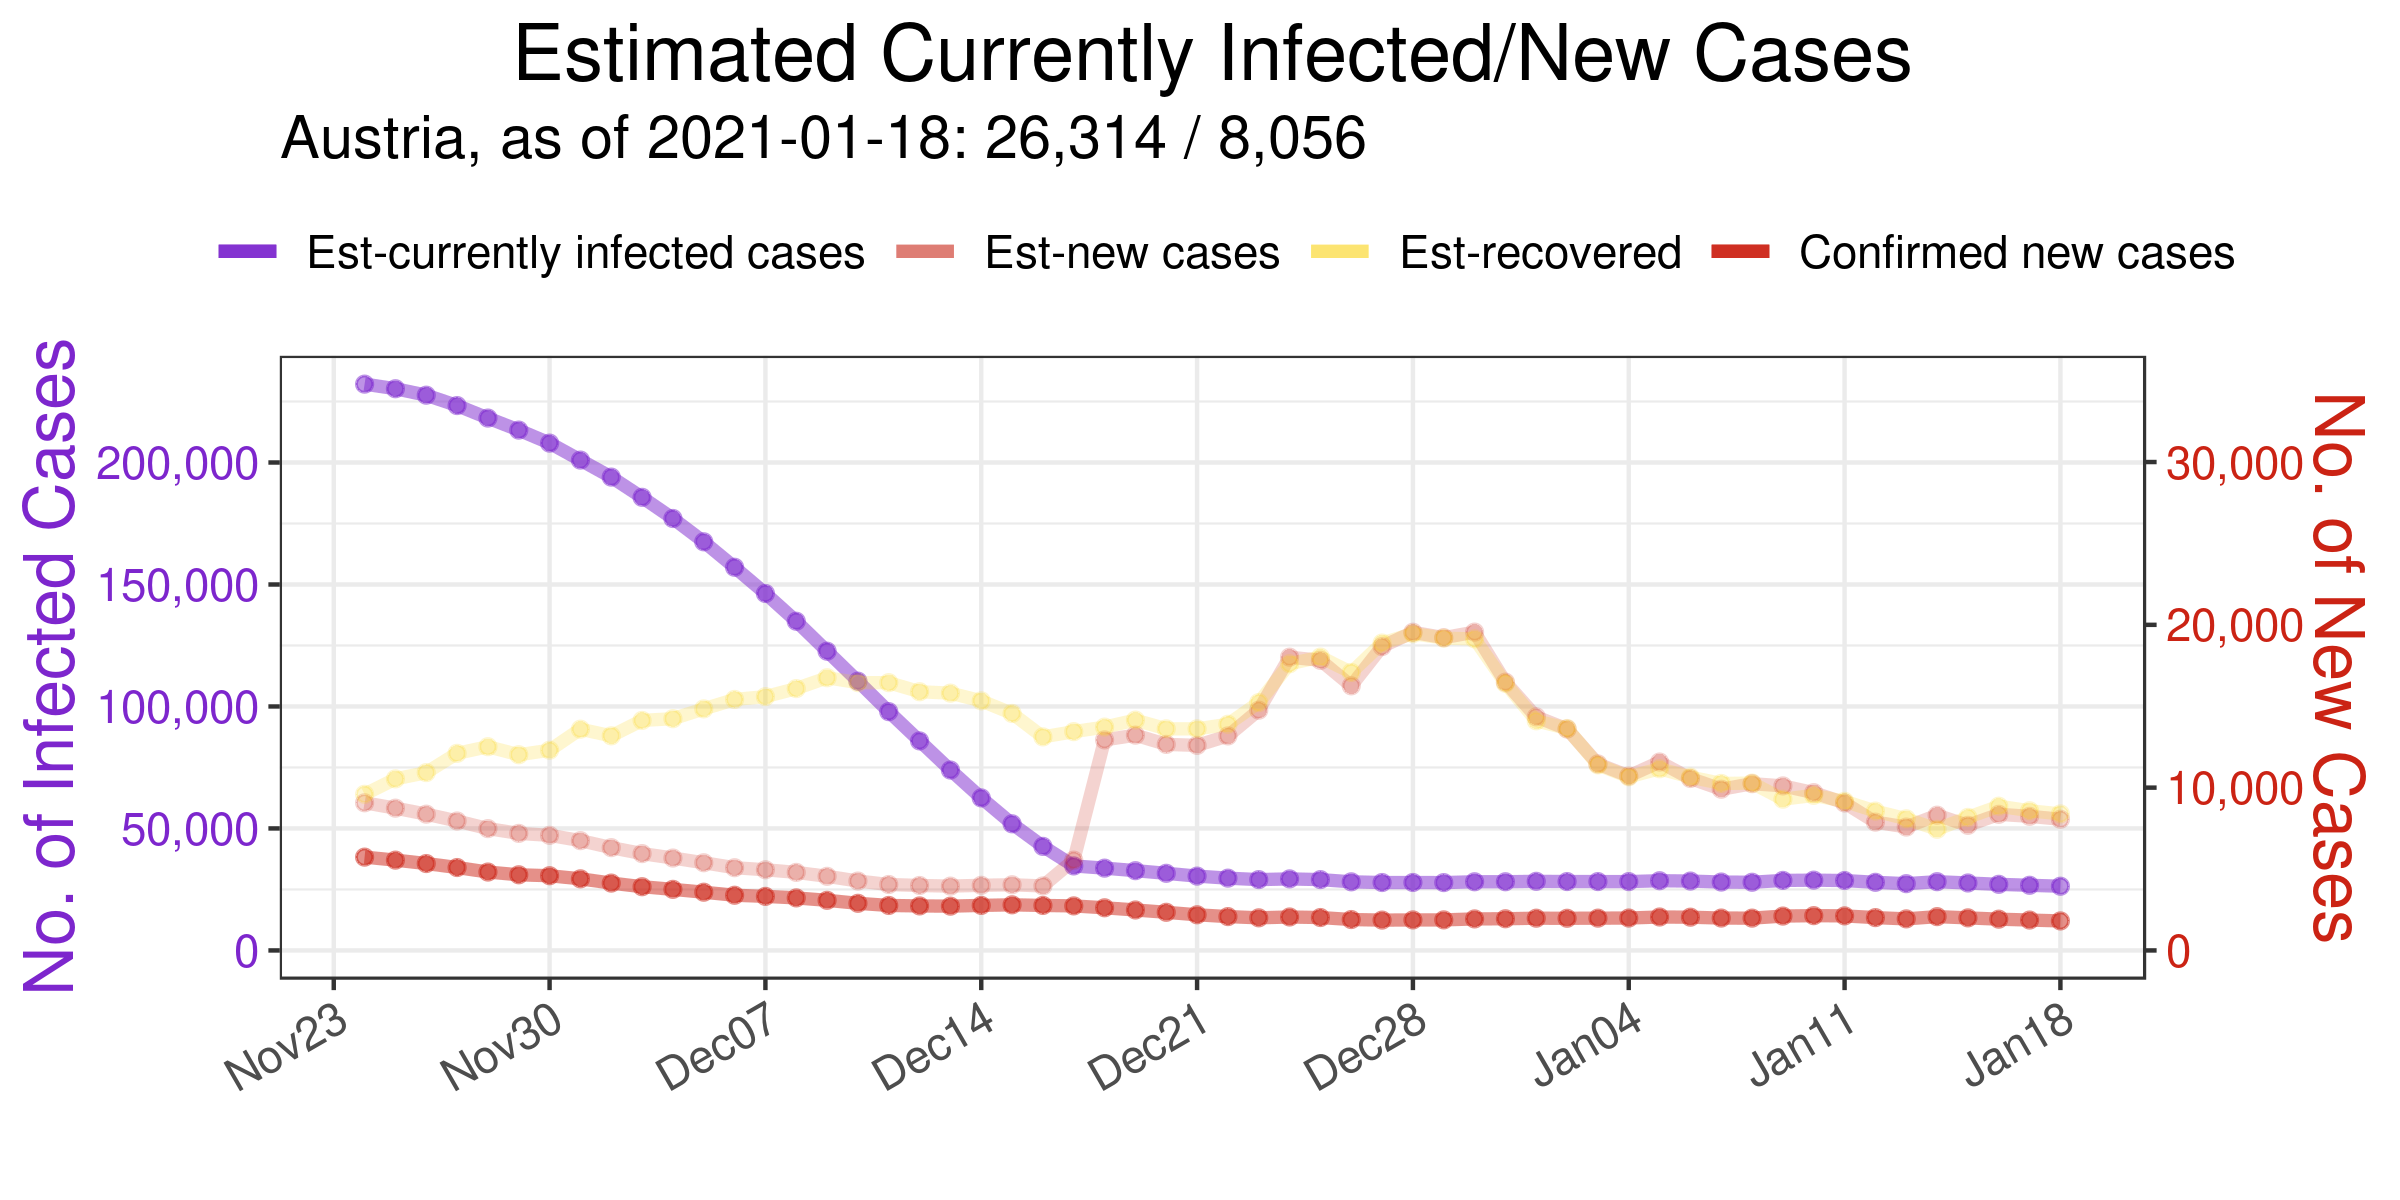 Estimated Currently Infected/New Cases
Austria, as of 2021-01-18: 26,314 / 8,056
Est-currently infected cases
Est-new cases
Est-recovered
Confirmed new cases
No. of Infected Cases
200,000
150,000
100,000
50,000
0
30,000
20,000
10,000
0
No. of New Cases
Nov23
Nov30
Dec07
Dec14
Dec21
Dec28
Jan04
Jan11
Jan18